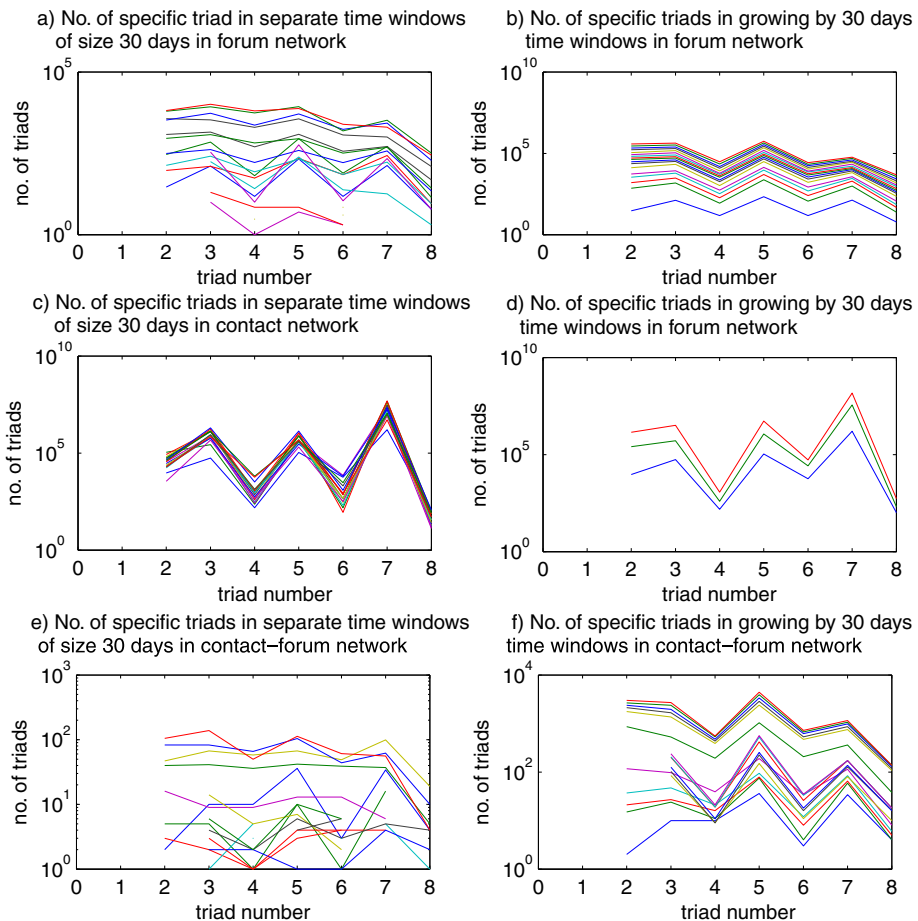 a) No. of specific triad in separate time windows
of size 30 days in forum network
10^5
10^0
no. of triads
0 1 2 3 4 5 6 7 8
triad number
b) No. of specific triads in growing by 30 days
time windows in forum network
10^10
10^5
10^0
no. of triads
0 1 2 3 4 5 6 7 8
triad number
c) No. of specific triads in separate time windows
of size 30 days in contact network
10^10
10^5
10^0
no. of triads
0 1 2 3 4 5 6 7 8
triad number
d) No. of specific triads in growing by 30 days
time windows in forum network
10^10
10^5
10^0
no. of triads
0 1 2 3 4 5 6 7 8
triad number
e) No. of specific triads in separate time windows
of size 30 days in contact–forum network
10^3
10^2
10^1
10^0
no. of triads
0 1 2 3 4 5 6 7 8
triad number
f) No. of specific triads in growing by 30 days
time windows in contact–forum network
10^4
10^2
10^0
no. of triads
0 1 2 3 4 5 6 7 8
triad number